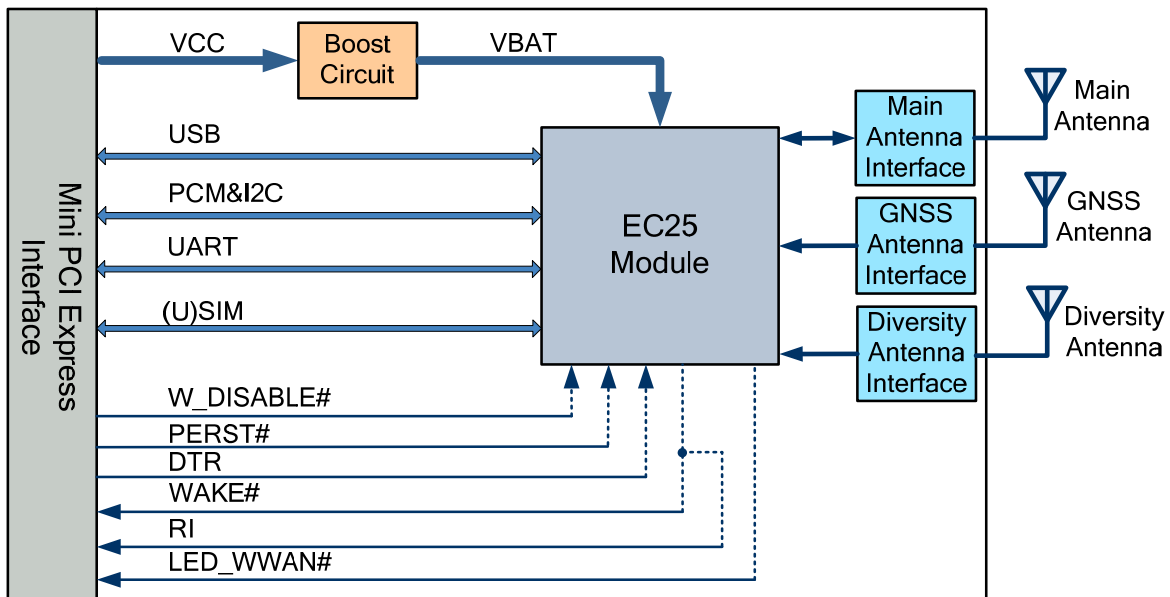 Mini PCI Express
Interface
VCC
Boost
Circuit
VBAT
USB
PCM&I2C
UART
(U)SIM
W_DISABLE#
PERST#
DTR
WAKE#
RI
LED_WWAN#
EC25
Module
Main
Antenna
Interface
Main
Antenna
GNSS
Antenna
Interface
GNSS
Antenna
Diversity
Antenna
Interface
Diversity
Antenna